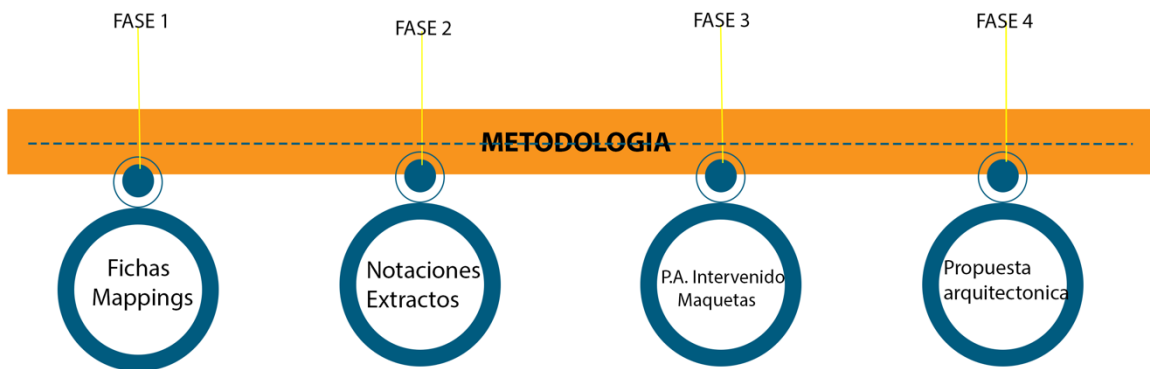 FASE 1
FASE 2
FASE 3
FASE 4
METODOLOGIA
Fichas
Mappings
Notaciones
Extractos
P.A. Intervenido
Maquetas
Propuesta
arquitectonica